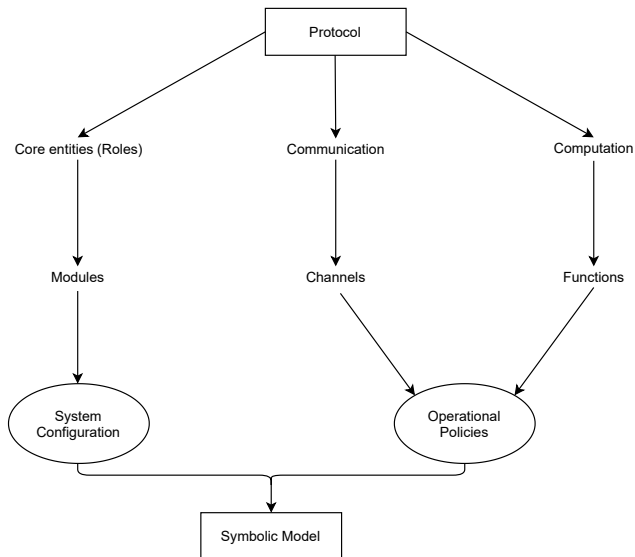 Protocol
Core entities (Roles)
Communication
Computation
Modules
Channels
Functions
System
Configuration
Operational
Policies
Symbolic Model